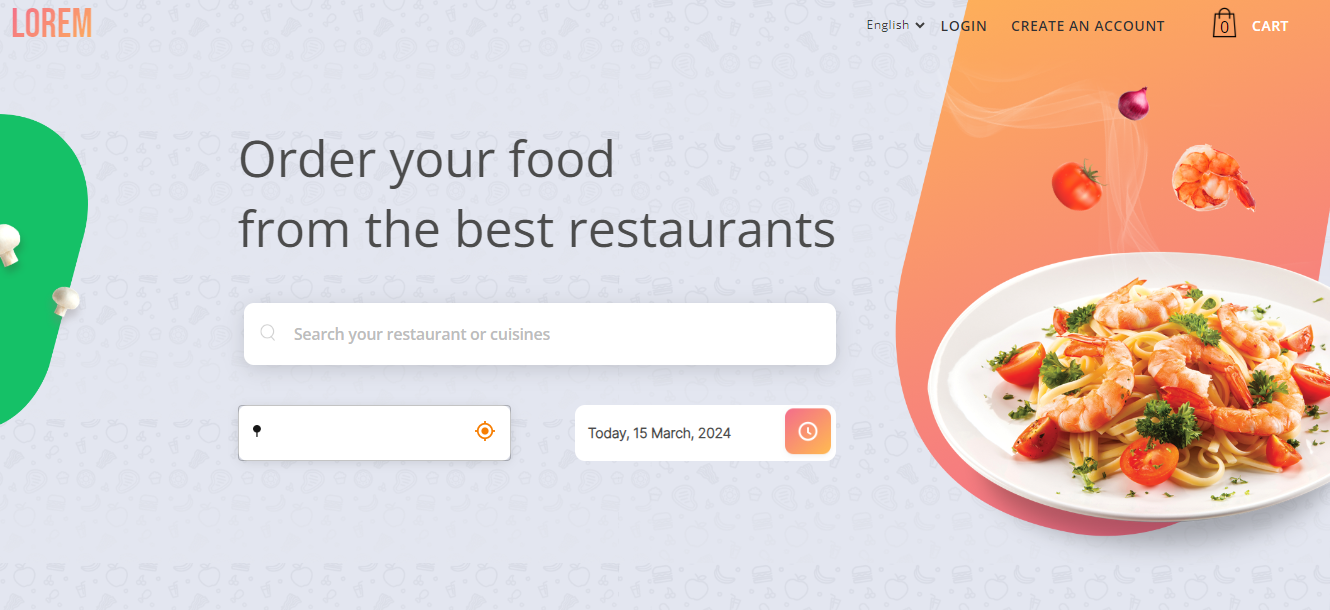 LOREM
English
LOGIN
CREATE AN ACCOUNT
0
CART
Order your food
from the best restaurants
Search your restaurant or cuisines
Today, 15 March, 2024